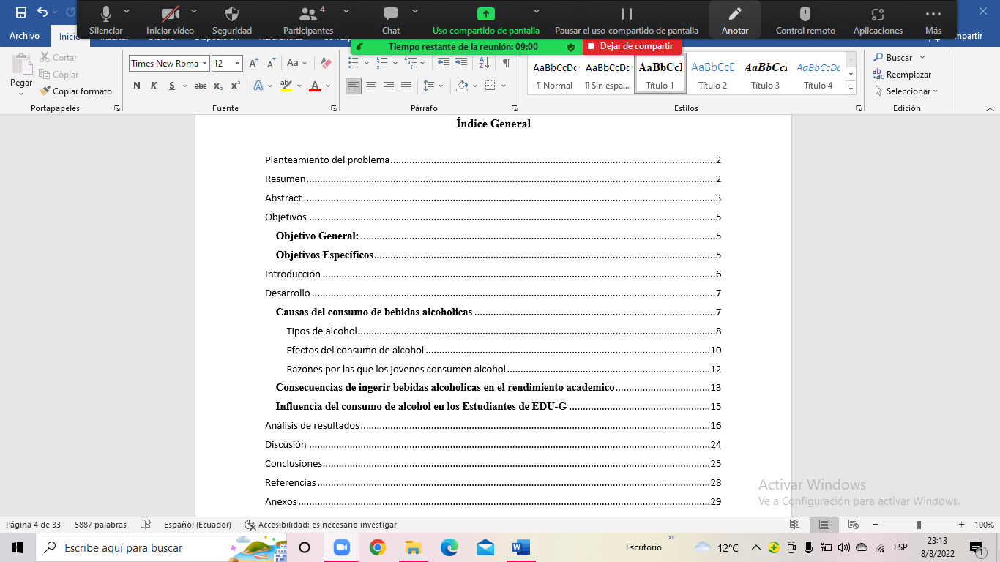 4
Silenciar Iniciar vídeo Seguridad Participantes Chat Uso compartido de pantalla Pausar el uso compartido de pantalla Anotar Control remoto Aplicaciones Más
Archivo
Tiempo restante de la reunión: 09:00 Dejar de compartir
Pegar
Cortar
Copiar
Copiar formato
Portapapeles
Times New Roma 12
N K S abc x₂ x²
Fuente
Párrafo
AaBbCcDc AaBbCcDc AaBbCcI AaBbCcD AaBbCcI AaBbCcDc
¶ Normal ¶ Sin espa... Título 1 Título 2 Título 3 Título 4
Estilos
Buscar
Reemplazar
Seleccionar
Edición
Índice General
Planteamiento del problema 2
Resumen 2
Abstract 3
Objetivos 5
Objetivo General: 5
Objetivos Específicos 5
Introducción 6
Desarrollo 7
Causas del consumo de bebidas alcoholicas 7
Tipos de alcohol 8
Efectos del consumo de alcohol 10
Razones por las que los jovenes consumen alcohol 12
Consecuencias de ingerir bebidas alcoholicas en el rendimiento academico 13
Influencia del consumo de alcohol en los Estudiantes de EDU-G 15
Análisis de resultados 16
Discusión 24
Conclusiones 25
Referencias 28
Anexos 29
Activar Windows
Ve a Configuración para activar Windows.
Página 4 de 33 5887 palabras Español (Ecuador) Accesibilidad: es necesario investigar 100%
Escribe aquí para buscar Escritorio 12°C ESP 23:13
8/8/2022 1